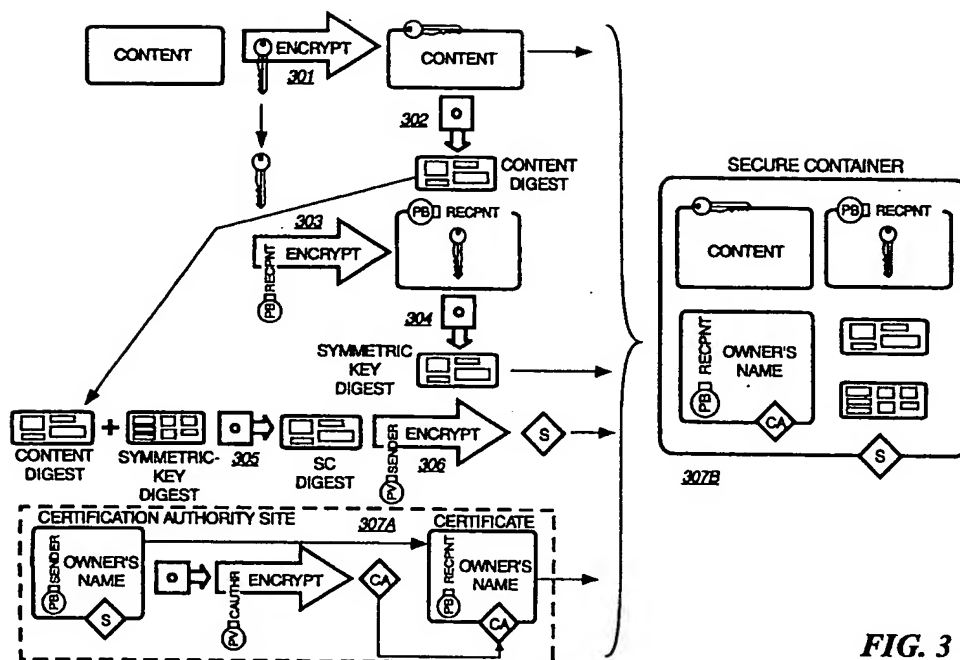 CONTENT
ENCRYPT
301
CONTENT
302
CONTENT
DIGEST
303
PB RECPNT
ENCRYPT
PB RECPNT
304
SYMMETRIC
KEY
DIGEST
CONTENT
DIGEST
+
SYMMETRIC-
KEY
DIGEST
305
SC
DIGEST
PV SENDER
ENCRYPT
306
S
CERTIFICATION AUTHORITY SITE
307A
PB SENDER
OWNER'S
NAME
S
PV CAUTHR
ENCRYPT
CA
CERTIFICATE
PB RECPNT
OWNER'S
NAME
CA
SECURE CONTAINER
CONTENT
PB RECPNT
PB RECPNT
OWNER'S
NAME
CA
S
307B
FIG. 3